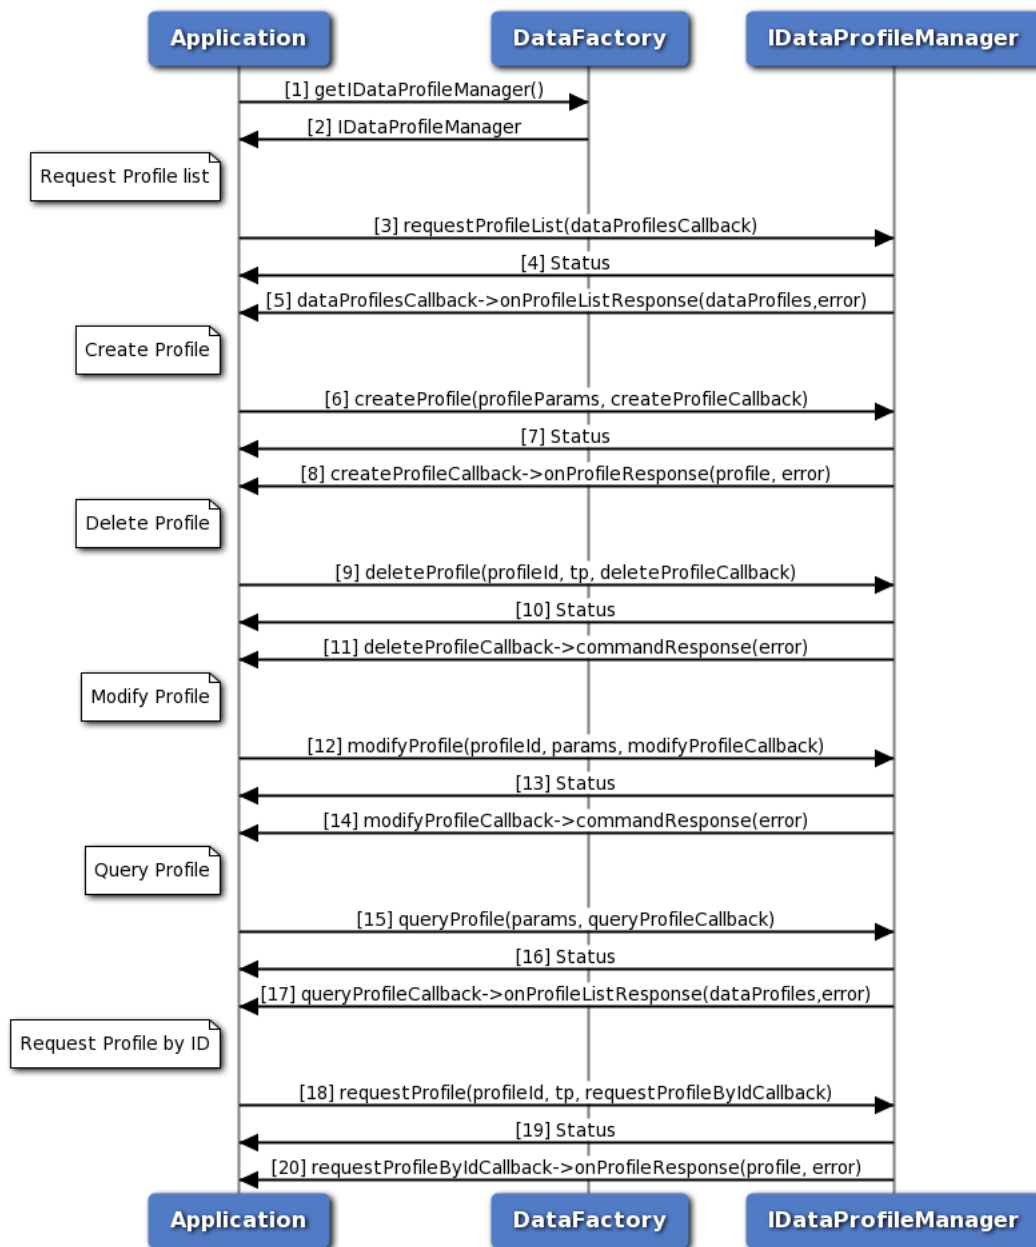 Application
DataFactory
IDataProfileManager
[1] getIDataProfileManager()
[2] IDataProfileManager
Request Profile list
[3] requestProfileList(dataProfilesCallback)
[4] Status
[5] dataProfilesCallback->onProfileListResponse(dataProfiles,error)
Create Profile
[6] createProfile(profileParams, createProfileCallback)
[7] Status
[8] createProfileCallback->onProfileResponse(profile, error)
Delete Profile
[9] deleteProfile(profileId, tp, deleteProfileCallback)
[10] Status
[11] deleteProfileCallback->commandResponse(error)
Modify Profile
[12] modifyProfile(profileId, params, modifyProfileCallback)
[13] Status
[14] modifyProfileCallback->commandResponse(error)
Query Profile
[15] queryProfile(params, queryProfileCallback)
[16] Status
[17] queryProfileCallback->onProfileListResponse(dataProfiles,error)
Request Profile by ID
[18] requestProfile(profileId, tp, requestProfileByIdCallback)
[19] Status
[20] requestProfileByIdCallback->onProfileResponse(profile, error)
Application
DataFactory
IDataProfileManager